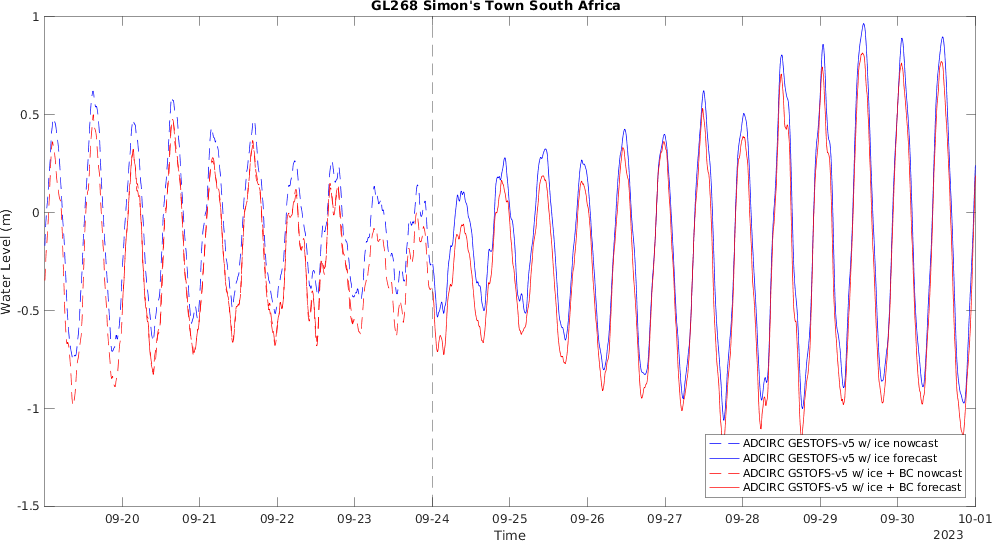 GL268 Simon's Town South Africa
1
0.5
0
-0.5
-1
-1.5
Water Level (m)
ADCIRC GESTOFS-v5 w/ ice nowcast
ADCIRC GESTOFS-v5 w/ ice forecast
ADCIRC GSTOFS-v5 w/ ice + BC nowcast
ADCIRC GSTOFS-v5 w/ ice + BC forecast
09-20 09-21 09-22 09-23 09-24 09-25 09-26 09-27 09-28 09-29 09-30 10-01
Time
2023